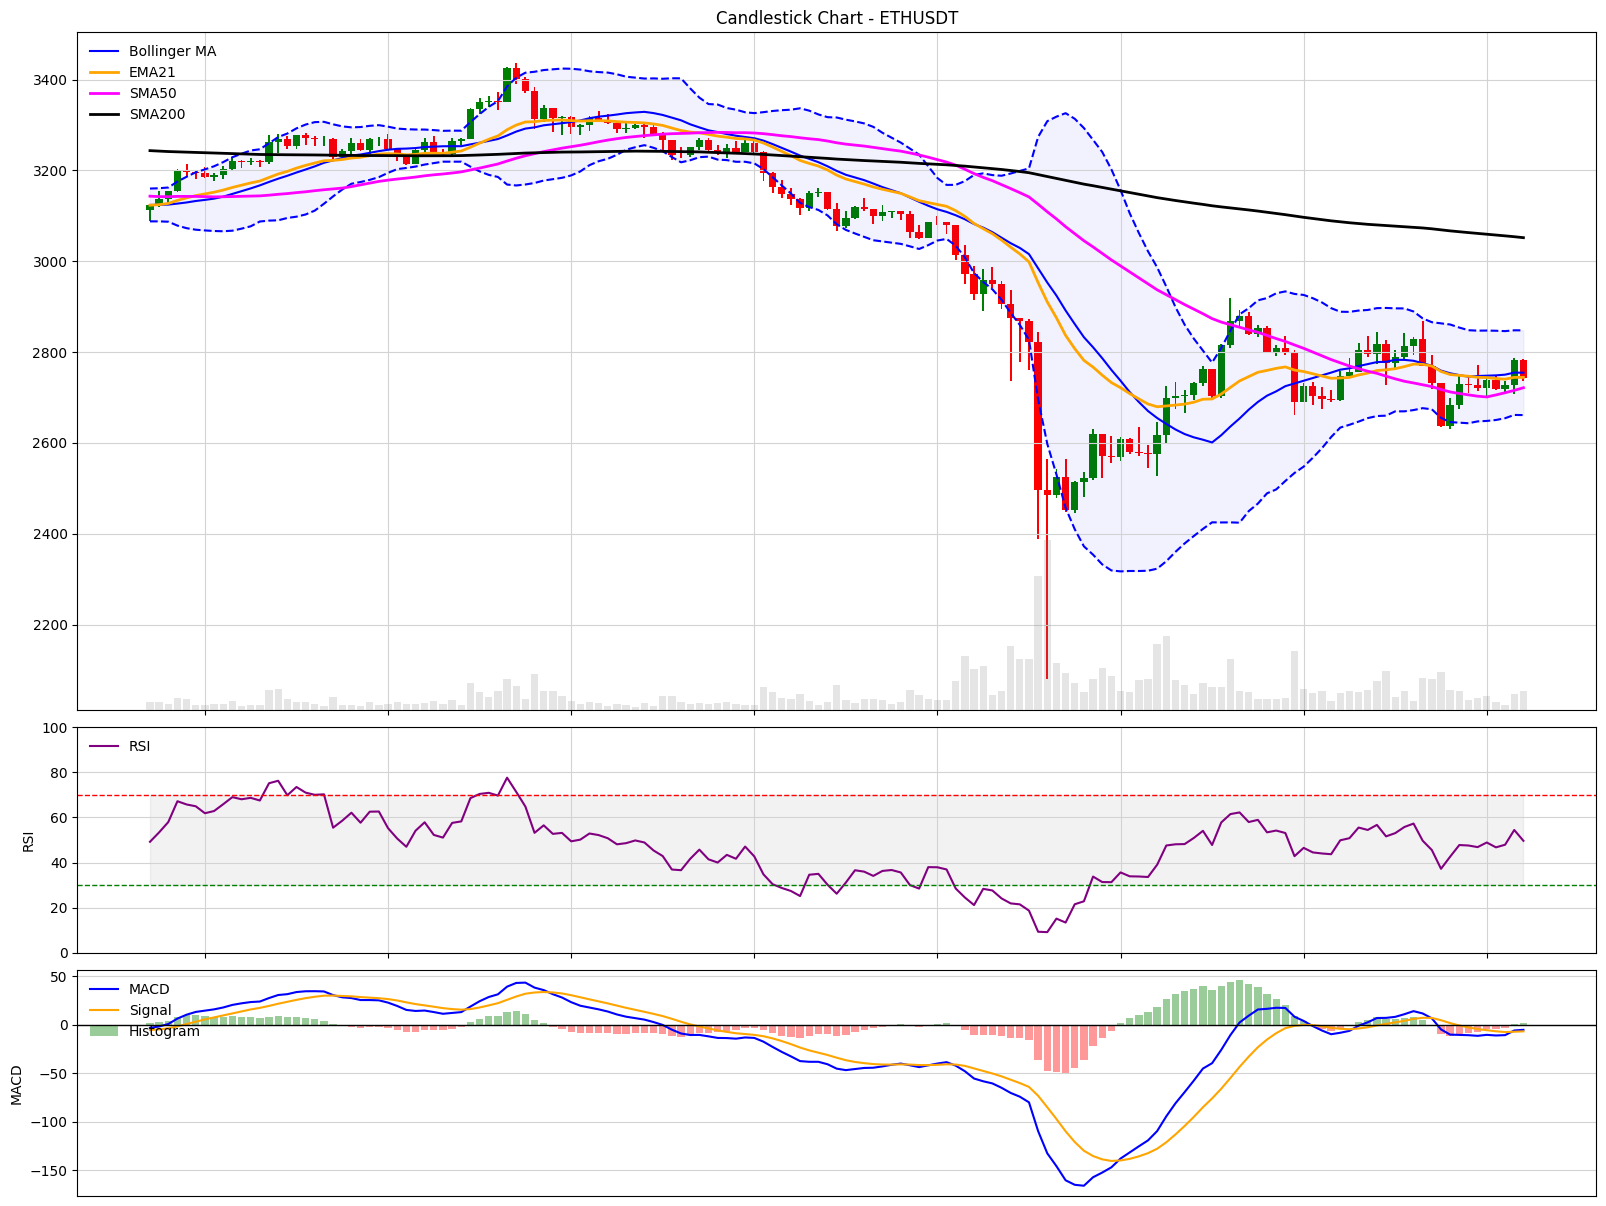 Candlestick Chart - ETHUSDT
Bollinger MA
EMA21
SMA50
SMA200
3400
3200
3000
2800
2600
2400
2200
RSI
100
80
60
40
20
0
RSI
MACD
Signal
Histogram
50
0
−50
−100
−150
MACD